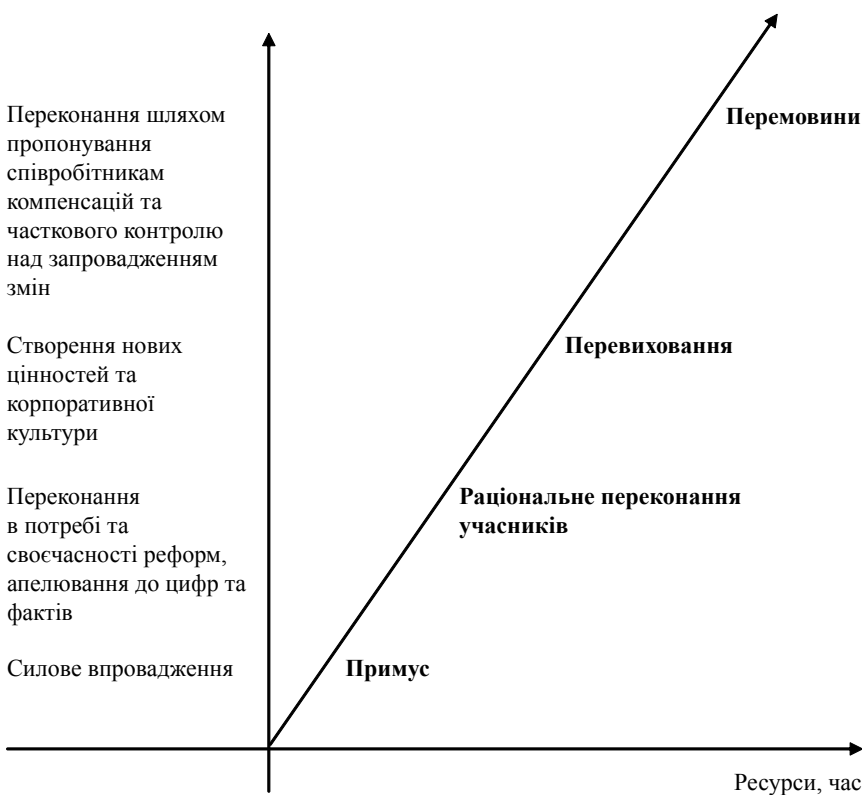 Переконання шляхом
пропонування
співробітникам
компенсацій та
часткового контролю
над запровадженням
змін
Перемовини
Створення нових
цінностей та
корпоративної
культури
Перевиховання
Переконання
в потребі та
своєчасності реформ,
апелювання до цифр та
фактів
Раціональне переконання
учасників
Силове впровадження
Примус
Ресурси, час